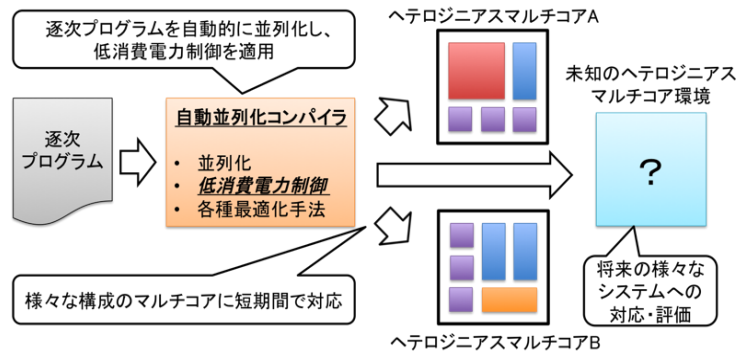 逐次プログラムを自動的に並列化し、
低消費電力制御を適用
ヘテロジニアスマルチコアA
未知のヘテロジニアス
マルチコア環境
逐次
プログラム
自動並列化コンパイラ
• 並列化
• 低消費電力制御
• 各種最適化手法
?
様々な構成のマルチコアに短期間で対応
将来の様々な
システムへの
対応・評価
ヘテロジニアスマルチコアB